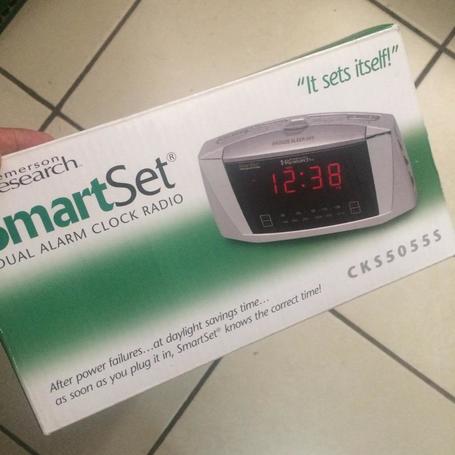 "It sets itself!"
emerson
research
SmartSet®
DUAL ALARM CLOCK RADIO
12:38
CKS5055S
After power failures...at daylight savings time...
as soon as you plug it in, SmartSet® knows the correct time!